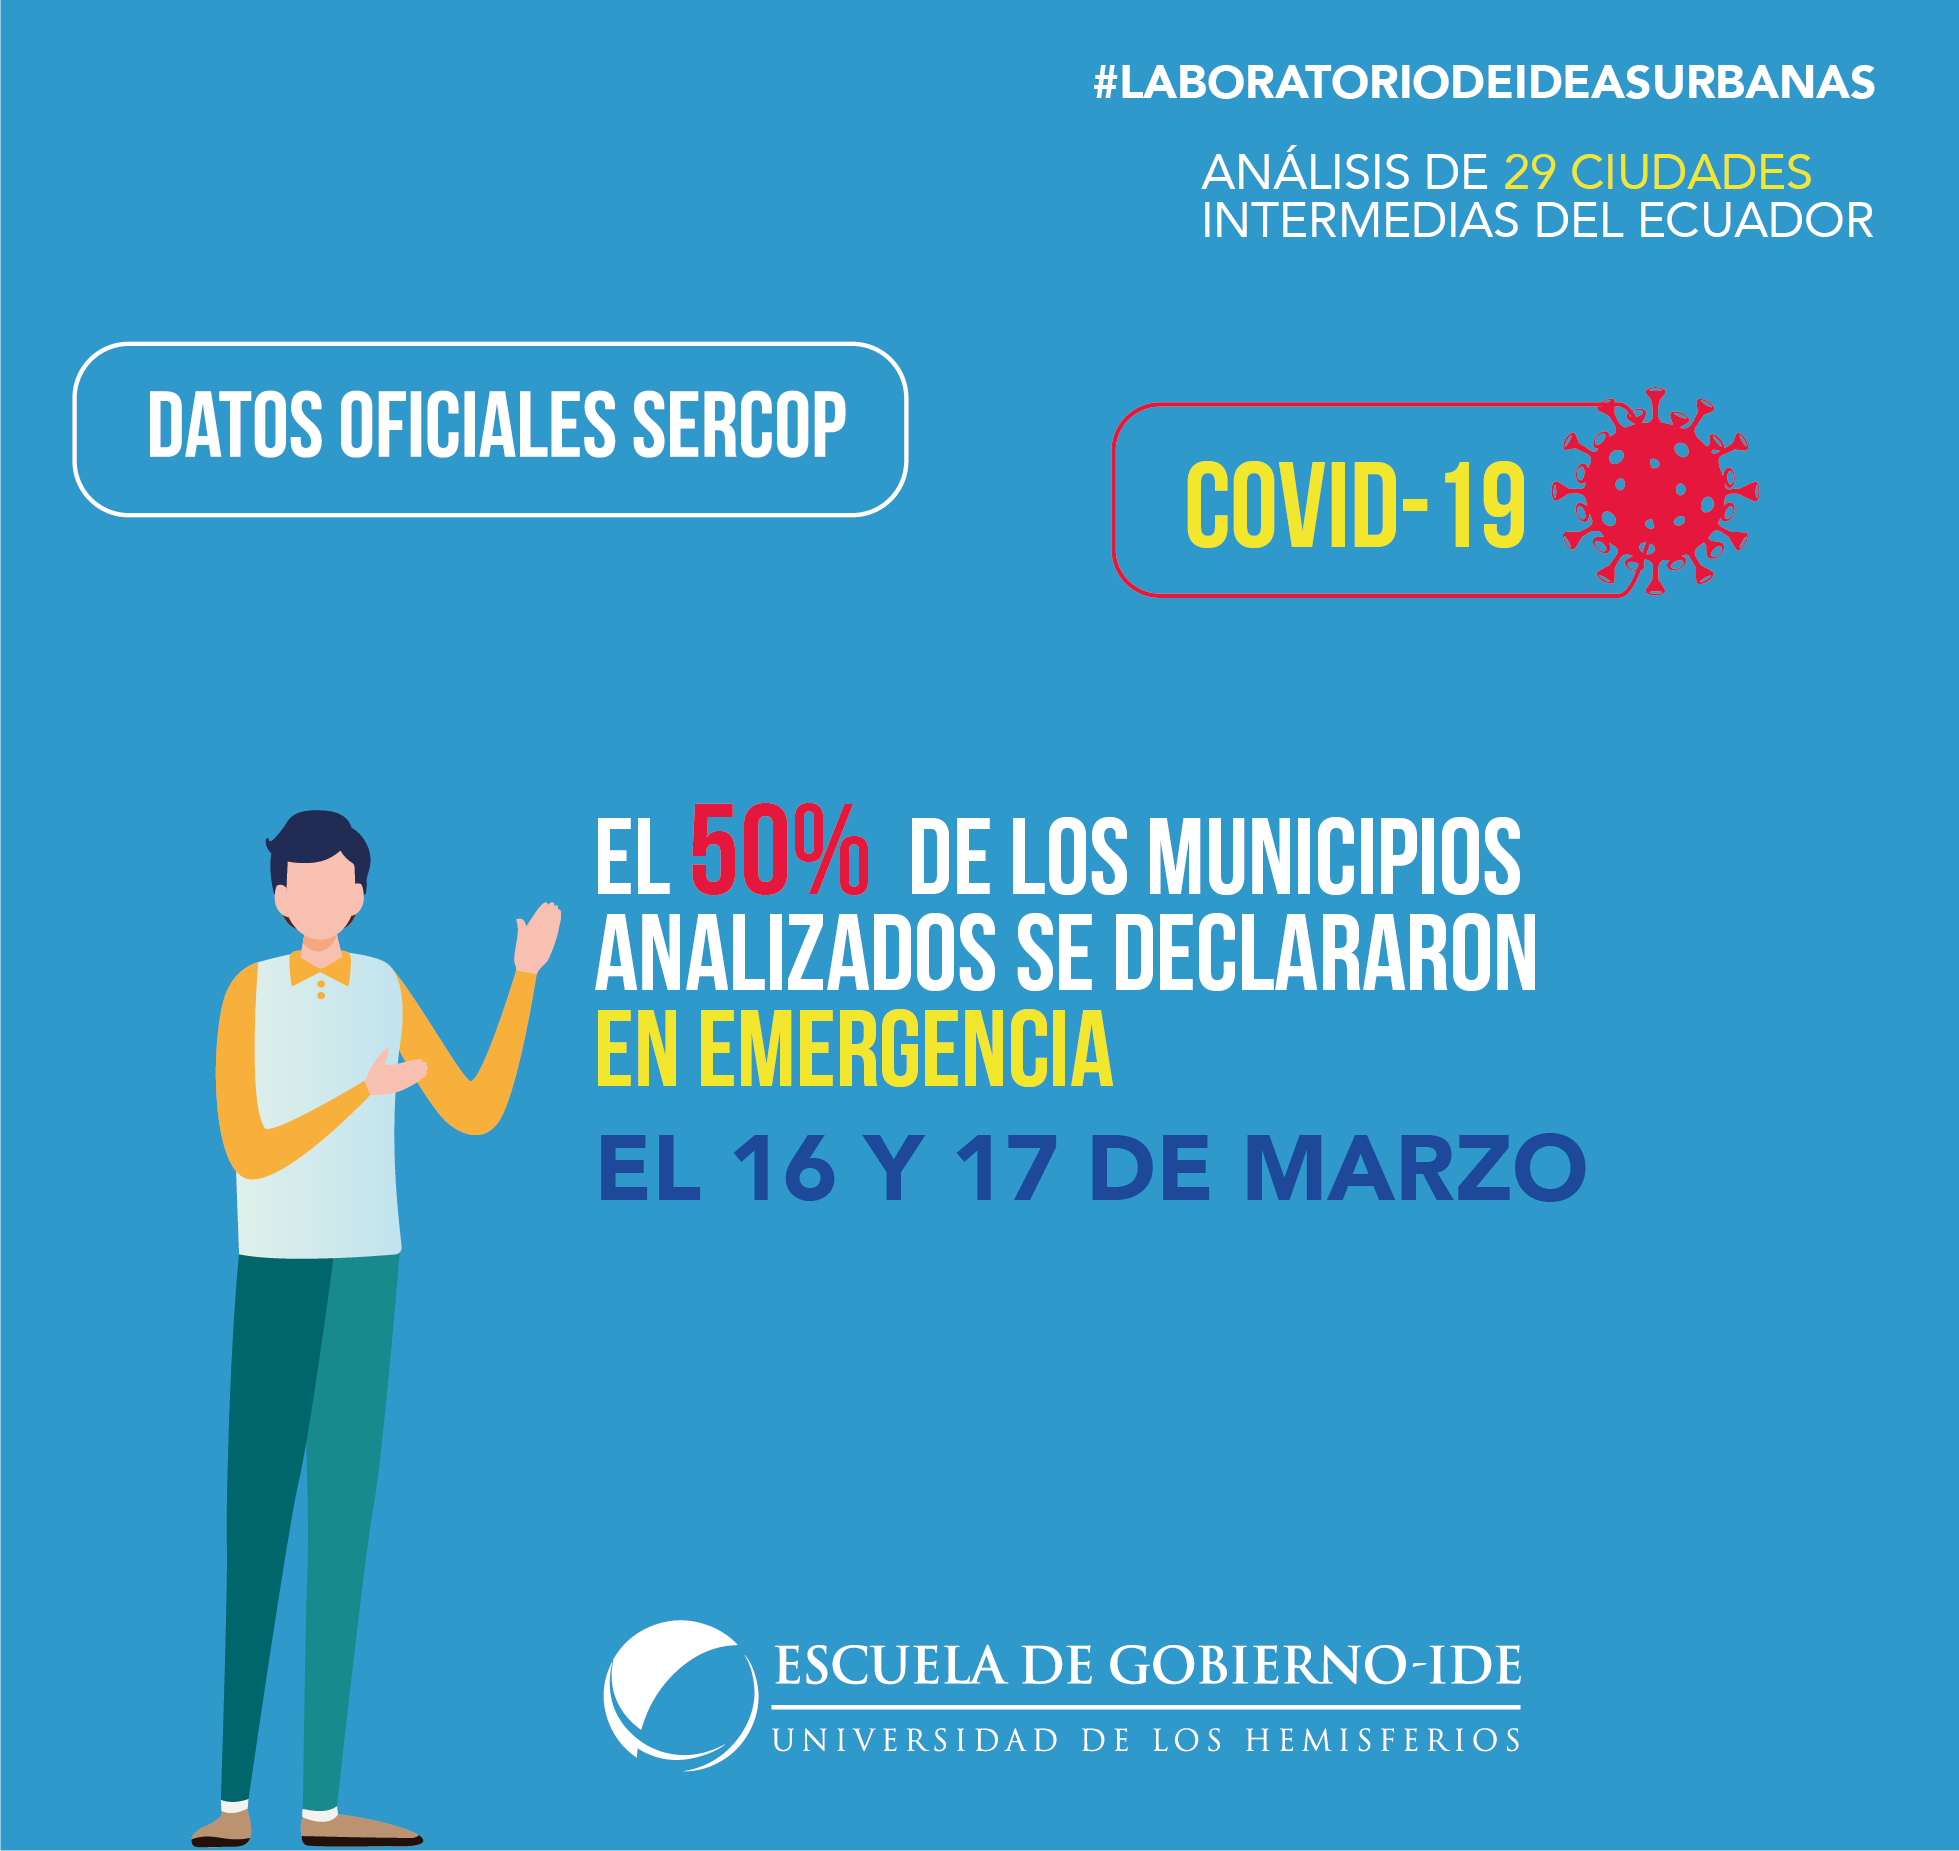 #LABORATORIODEIDEASURBANAS
ANÁLISIS DE 29 CIUDADES
INTERMEDIAS DEL ECUADOR
DATOS OFICIALES SERCOP
COVID-19
EL 50% DE LOS MUNICIPIOS
ANALIZADOS SE DECLARARON
EN EMERGENCIA
EL 16 Y 17 DE MARZO
ESCUELA DE GOBIERNO-IDE
UNIVERSIDAD DE LOS HEMISFERIOS